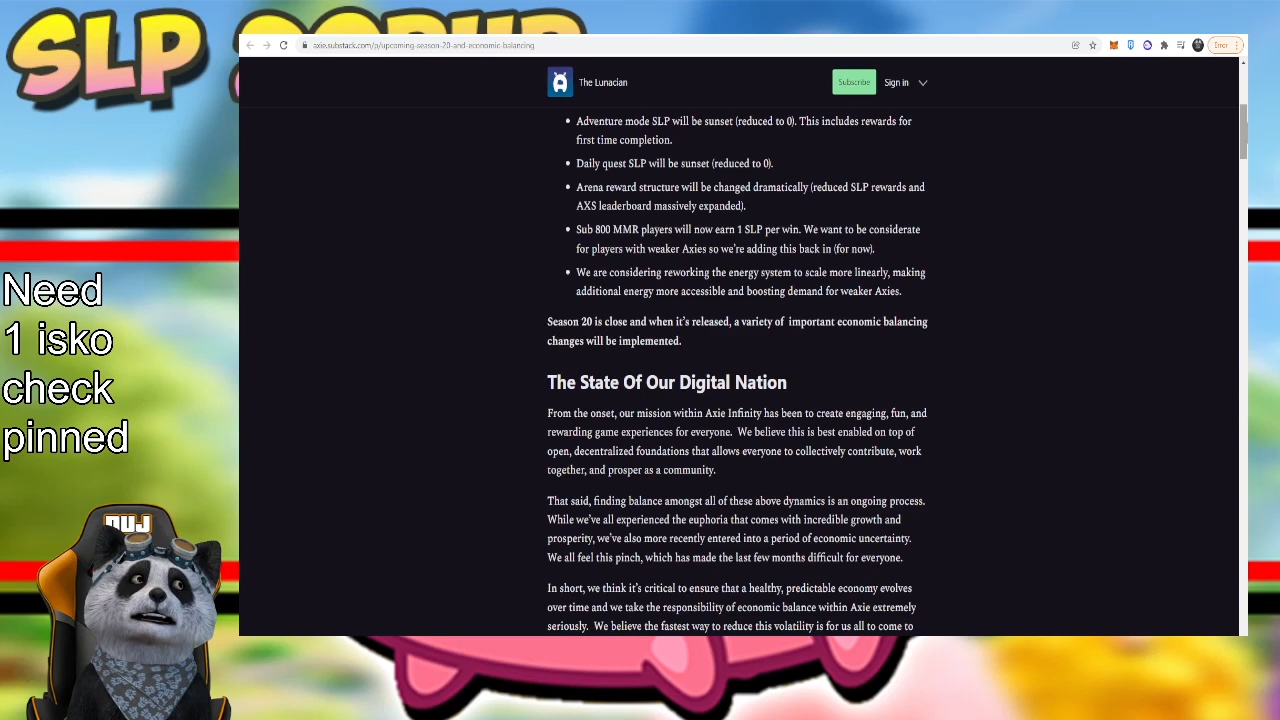 SLP
axie.substack.com/p/upcoming-season-20-and-economic-balancing
Error
The Lunacian
Subscribe
Sign in
• Adventure mode SLP will be sunset (reduced to 0). This includes rewards for
first time completion.
• Daily quest SLP will be sunset (reduced to 0).
• Arena reward structure will be changed dramatically (reduced SLP rewards and
AXS leaderboard massively expanded).
• Sub 800 MMR players will now earn 1 SLP per win. We want to be considerate
for players with weaker Axies so we're adding this back in (for now).
• We are considering reworking the energy system to scale more linearly, making
additional energy more accessible and boosting demand for weaker Axies.
Season 20 is close and when it's released, a variety of important economic balancing
changes will be implemented.
The State Of Our Digital Nation
From the onset, our mission within Axie Infinity has been to create engaging, fun, and
rewarding game experiences for everyone. We believe this is best enabled on top of
open, decentralized foundations that allows everyone to collectively contribute, work
together, and prosper as a community.
That said, finding balance amongst all of these above dynamics is an ongoing process.
While we've all experienced the euphoria that comes with incredible growth and
prosperity, we've also more recently entered into a period of economic uncertainty.
We all feel this pinch, which has made the last few months difficult for everyone.
In short, we think it's critical to ensure that a healthy, predictable economy evolves
over time and we take the responsibility of economic balance within Axie extremely
seriously. We believe the fastest way to reduce this volatility is for us all to come to
Need
1 isko
check
pinned